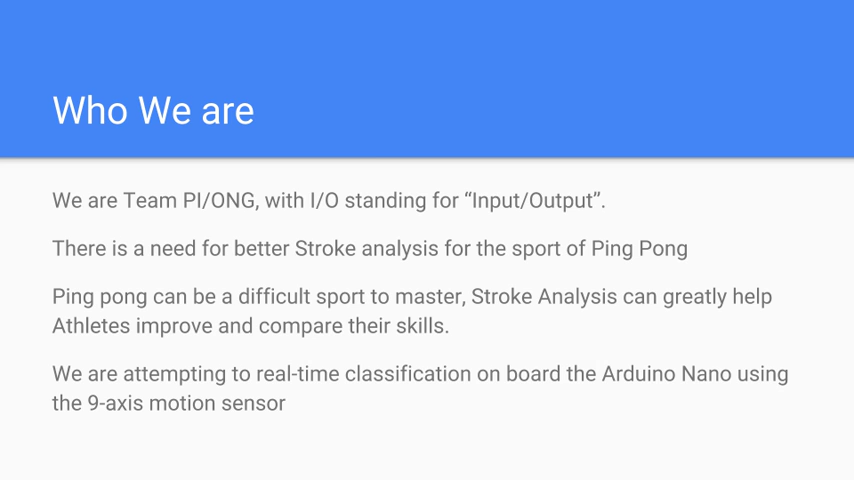 Who We are
We are Team PI/ONG, with I/O standing for “Input/Output”.
There is a need for better Stroke analysis for the sport of Ping Pong
Ping pong can be a difficult sport to master, Stroke Analysis can greatly help
Athletes improve and compare their skills.
We are attempting to real-time classification on board the Arduino Nano using
the 9-axis motion sensor